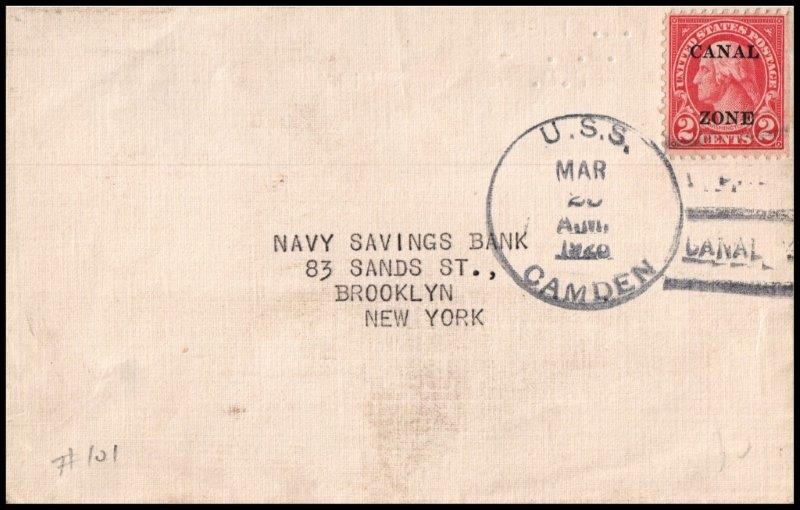 UNITED STATES POSTAGE
CANAL
ZONE
2 CENTS 2
U.S.S.
MAR
A.M.
CAMDEN
CANAL
NAVY SAVINGS BANK
83 SANDS ST.,
BROOKLYN
NEW YORK
#101